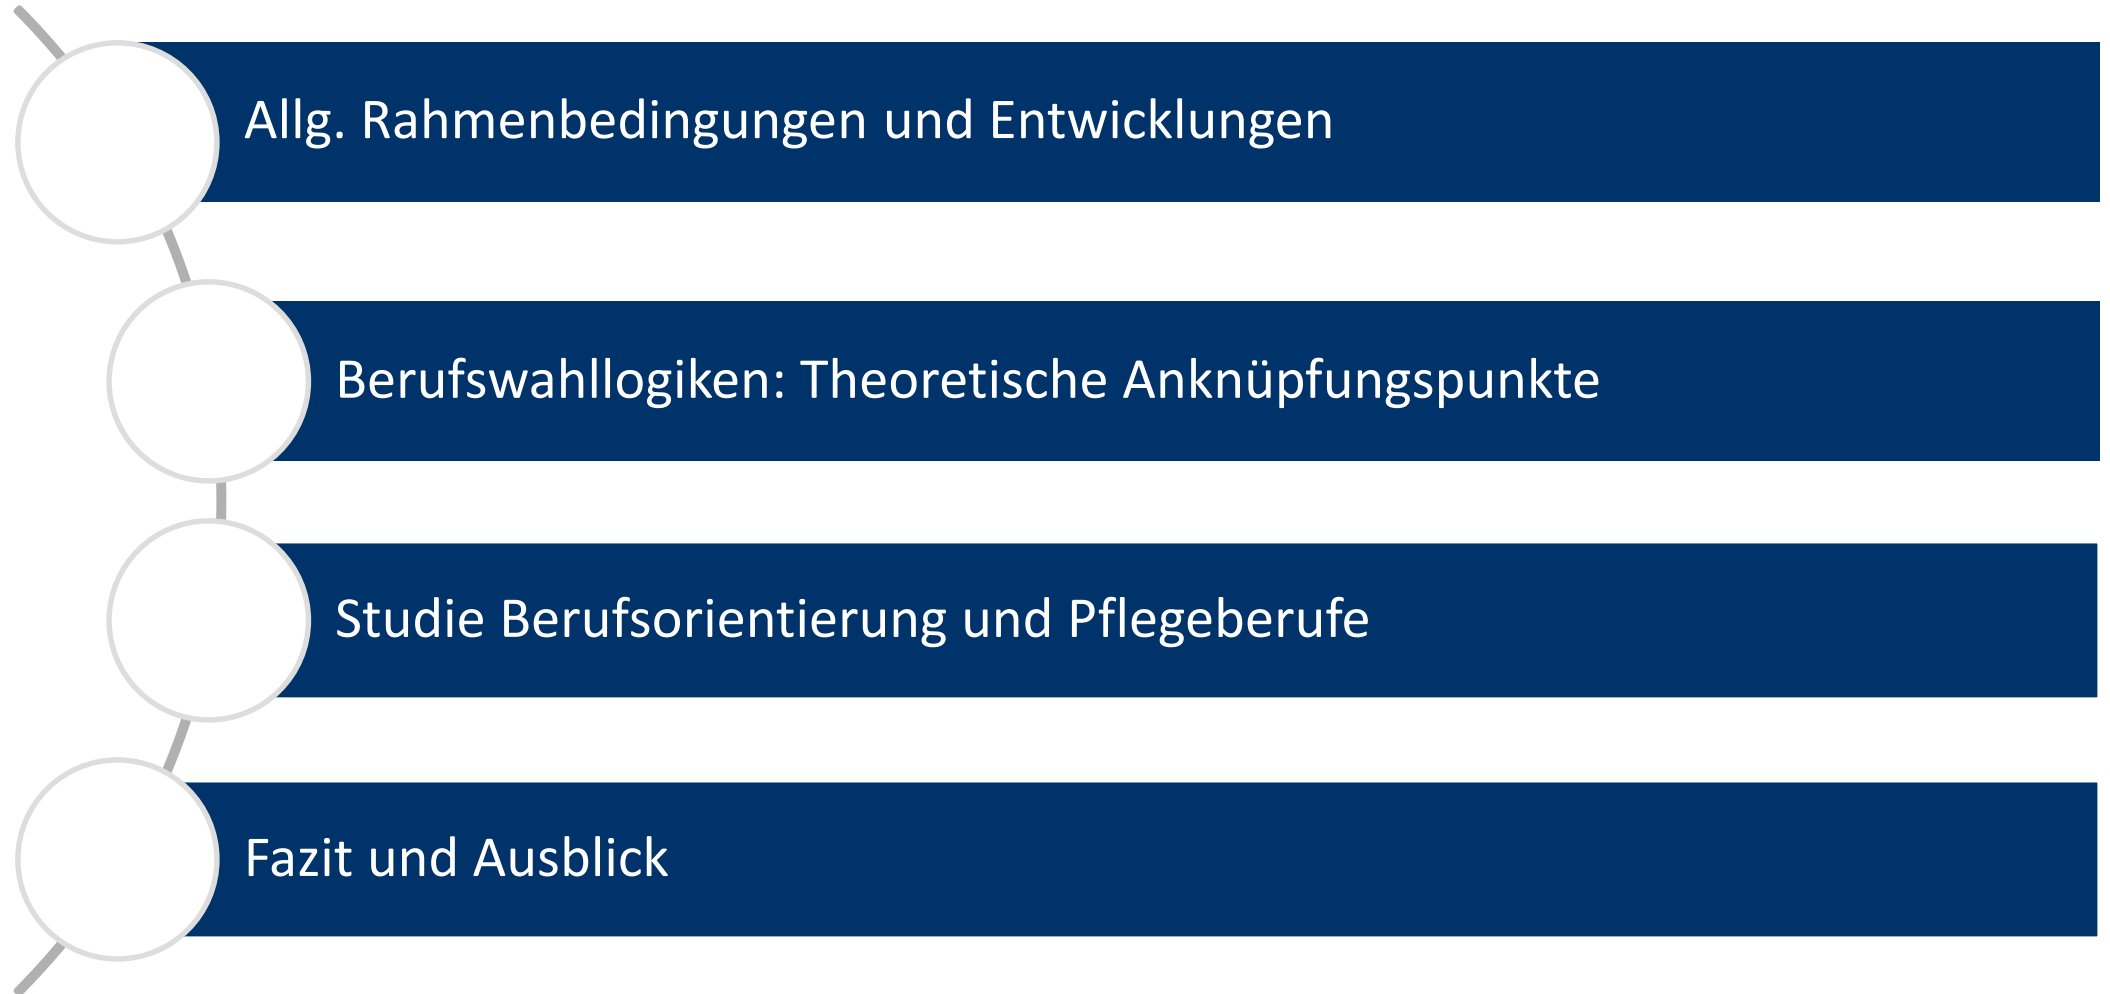 Allg. Rahmenbedingungen und Entwicklungen
Berufswahllogiken: Theoretische Anknüpfungspunkte
Studie Berufsorientierung und Pflegeberufe
Fazit und Ausblick